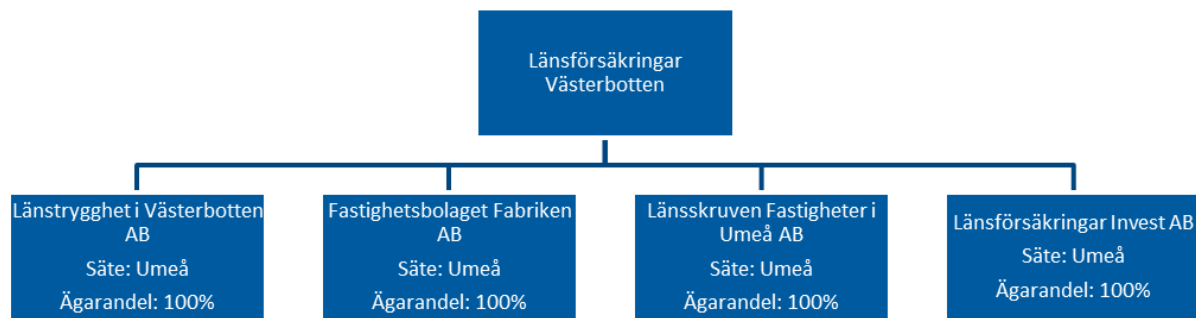 Länsförsäkringar
Västerbotten
Länstrygghet i Västerbotten
AB
Säte: Umeå
Ägarandel: 100%
Fastighetsbolaget Fabriken
AB
Säte: Umeå
Ägarandel: 100%
Länsskruven Fastigheter i
Umeå AB
Säte: Umeå
Ägarandel: 100%
Länsförsäkringar Invest AB
Säte: Umeå
Ägarandel: 100%